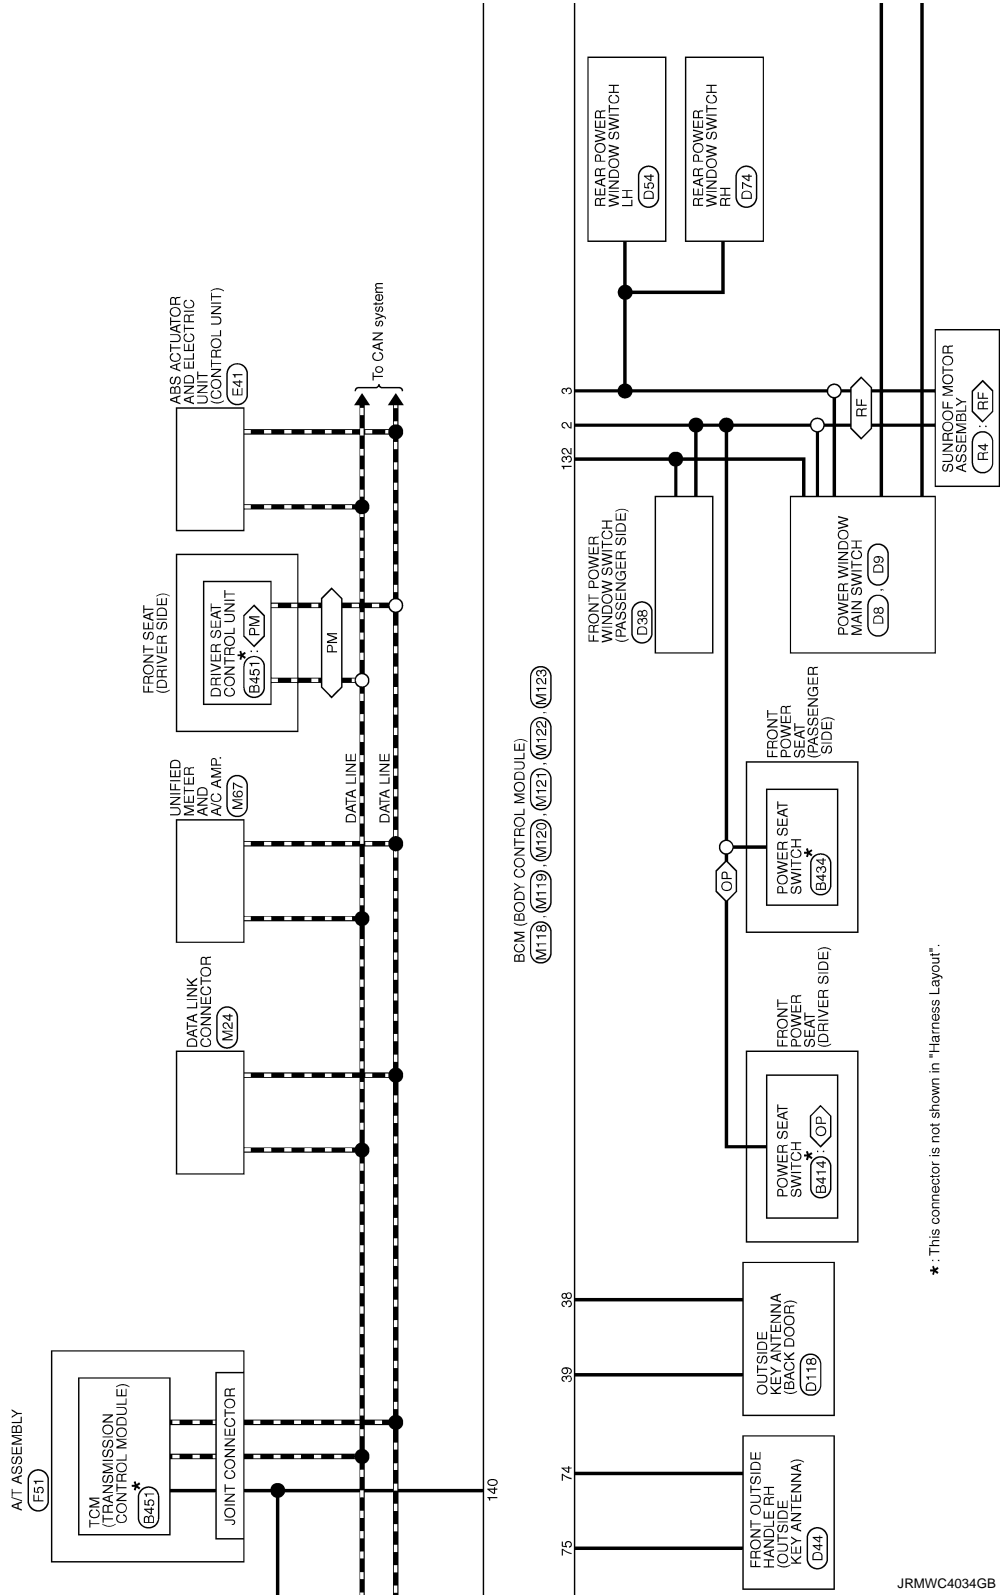 A/T ASSEMBLY
F51
TCM
(TRANSMISSION
CONTROL MODULE)
*
B451
JOINT CONNECTOR
140
DATA LINK
CONNECTOR
M24
UNIFIED
METER
AND
A/C AMP.
M67
DATA LINE
DATA LINE
FRONT SEAT
(DRIVER SIDE)
DRIVER SEAT
CONTROL UNIT
*
B451 : PM
PM
ABS ACTUATOR
AND ELECTRIC
UNIT
(CONTROL UNIT)
E41
To CAN system
BCM (BODY CONTROL MODULE)
M118 , M119 , M120 , M121 , M122 , M123
75
74
39
38
132
2
3
FRONT OUTSIDE
HANDLE RH
(OUTSIDE
KEY ANTENNA)
D44
OUTSIDE
KEY ANTENNA
(BACK DOOR)
D118
FRONT
POWER
SEAT
(DRIVER SIDE)
POWER SEAT
SWITCH
*
B414 : OP
OP
FRONT
POWER
SEAT
(PASSENGER
SIDE)
POWER SEAT
SWITCH
*
B434
FRONT POWER
WINDOW SWITCH
(PASSENGER SIDE)
D38
POWER WINDOW
MAIN SWITCH
D8 , D9
REAR POWER
WINDOW SWITCH
LH
D54
REAR POWER
WINDOW SWITCH
RH
D74
RF
SUNROOF MOTOR
ASSEMBLY
R4 : RF
* : This connector is not shown in "Harness Layout".
JRMWC4034GB